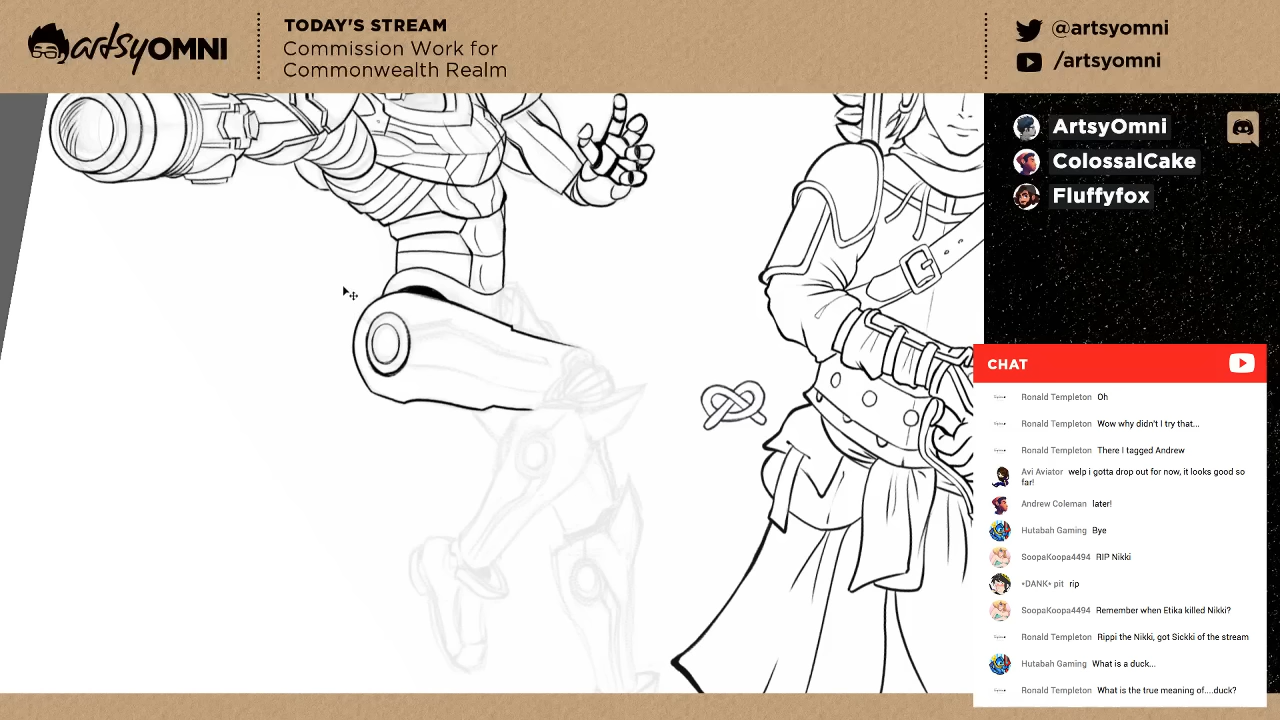 artsyOMNI
TODAY'S STREAM
Commission Work for
Commonwealth Realm
@artsyomni
/artsyomni
ArtsyOmni
ColossalCake
Fluffyfox
CHAT
Ronald Templeton Oh
Ronald Templeton Wow why didn't I try that...
Ronald Templeton There I tagged Andrew
Avi Aviator welp i gotta drop out for now, it looks good so
far!
Andrew Coleman later!
Hutabah Gaming Bye
SoopaKoopa4494 RIP Nikki
*DANK* pit rip
SoopaKoopa4494 Remember when Etika killed Nikki?
Ronald Templeton Rippi the Nikki, got Sickki of the stream
Hutabah Gaming What is a duck...
Ronald Templeton What is the true meaning of....duck?